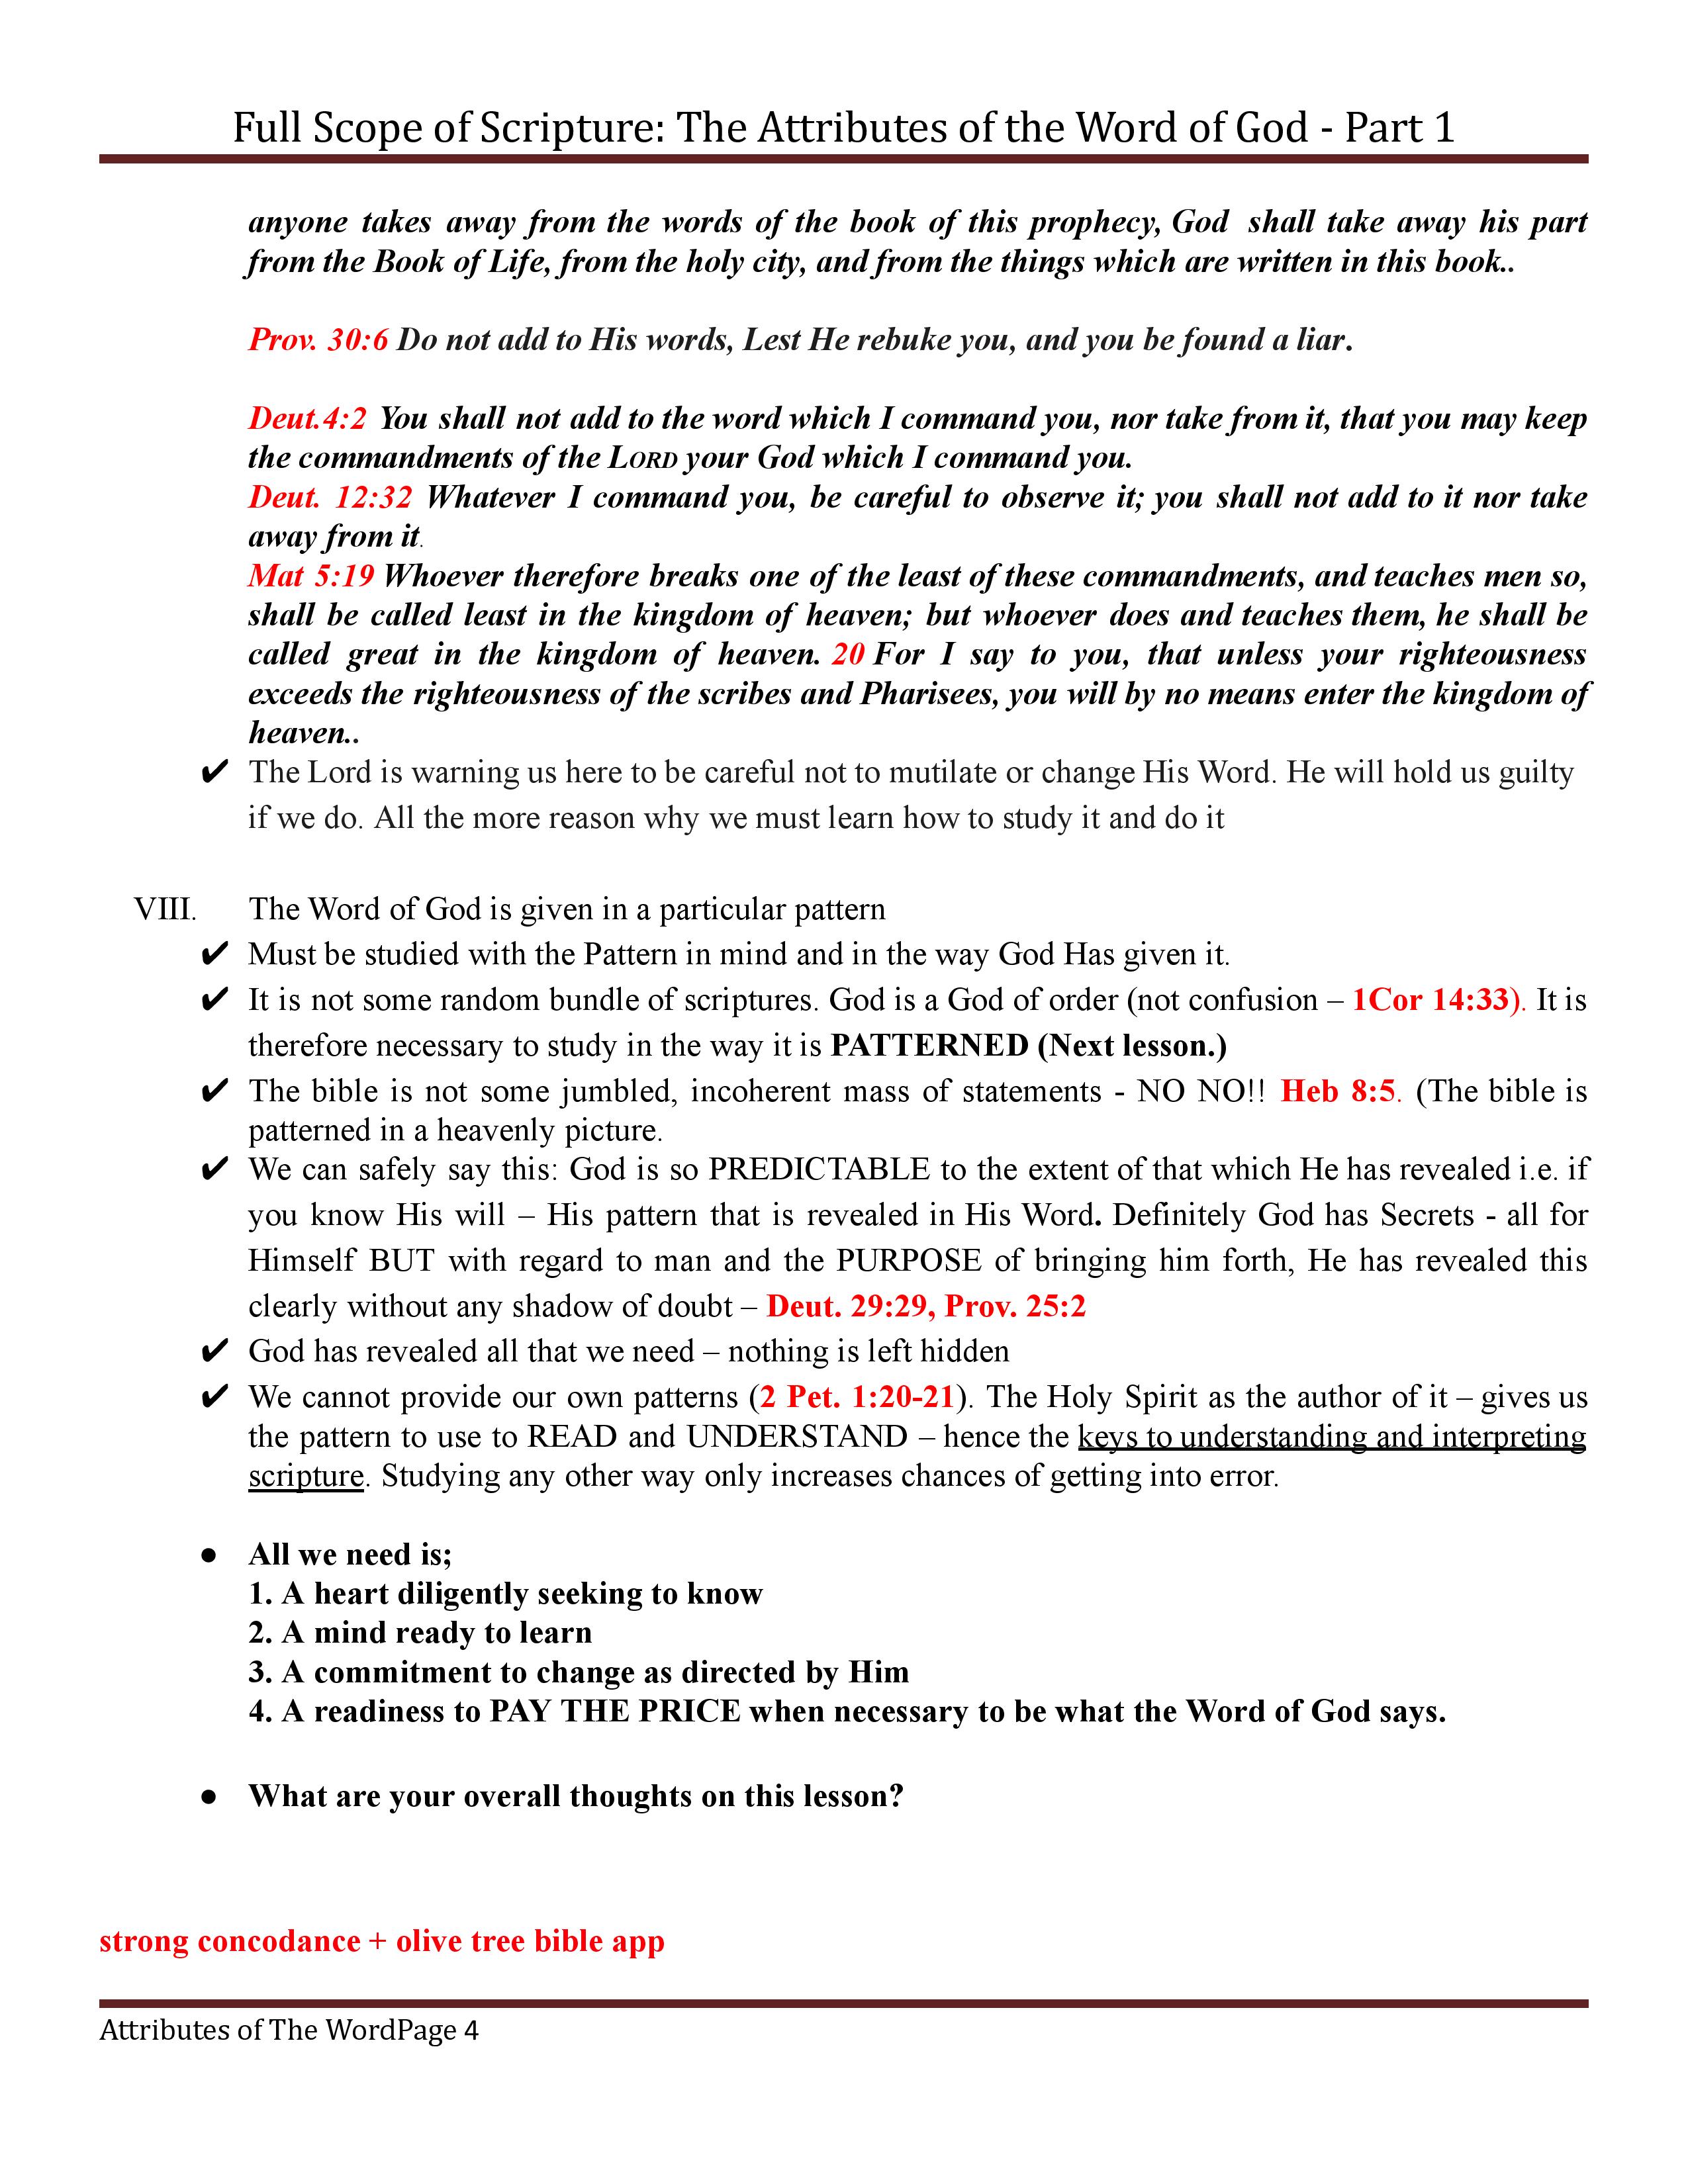 Full Scope of Scripture: The Attributes of the Word of God - Part 1
anyone takes away from the words of the book of this prophecy, God shall take away his part
from the Book of Life, from the holy city, and from the things which are written in this book..
Prov. 30:6 Do not add to His words, Lest He rebuke you, and you be found a liar.
Deut.4:2 You shall not add to the word which I command you, nor take from it, that you may keep
the commandments of the LORD your God which I command you.
Deut. 12:32 Whatever I command you, be careful to observe it; you shall not add to it nor take
away from it.
Mat 5:19 Whoever therefore breaks one of the least of these commandments, and teaches men so,
shall be called least in the kingdom of heaven; but whoever does and teaches them, he shall be
called great in the kingdom of heaven. 20 For I say to you, that unless your righteousness
exceeds the righteousness of the scribes and Pharisees, you will by no means enter the kingdom of
heaven..
✔ The Lord is warning us here to be careful not to mutilate or change His Word. He will hold us guilty
if we do. All the more reason why we must learn how to study it and do it
VIII. The Word of God is given in a particular pattern
✔ Must be studied with the Pattern in mind and in the way God Has given it.
✔ It is not some random bundle of scriptures. God is a God of order (not confusion – 1Cor 14:33). It is
therefore necessary to study in the way it is PATTERNED (Next lesson.)
✔ The bible is not some jumbled, incoherent mass of statements - NO NO!! Heb 8:5. (The bible is
patterned in a heavenly picture.
✔ We can safely say this: God is so PREDICTABLE to the extent of that which He has revealed i.e. if
you know His will – His pattern that is revealed in His Word. Definitely God has Secrets - all for
Himself BUT with regard to man and the PURPOSE of bringing him forth, He has revealed this
clearly without any shadow of doubt – Deut. 29:29, Prov. 25:2
✔ God has revealed all that we need – nothing is left hidden
✔ We cannot provide our own patterns (2 Pet. 1:20-21). The Holy Spirit as the author of it – gives us
the pattern to use to READ and UNDERSTAND – hence the keys to understanding and interpreting
scripture. Studying any other way only increases chances of getting into error.
● All we need is;
1. A heart diligently seeking to know
2. A mind ready to learn
3. A commitment to change as directed by Him
4. A readiness to PAY THE PRICE when necessary to be what the Word of God says.
● What are your overall thoughts on this lesson?
strong concodance + olive tree bible app
Attributes of The WordPage 4